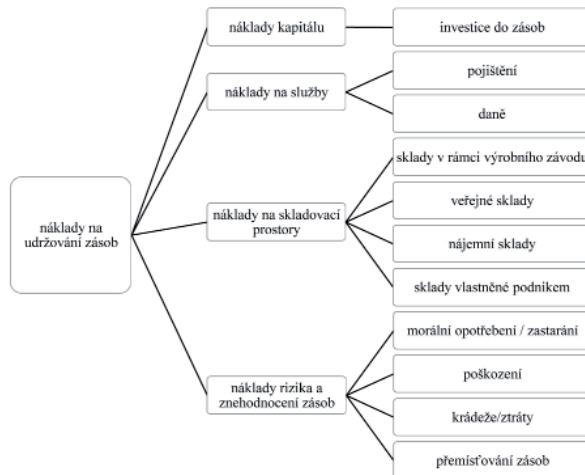 náklady na
udržování zásob
náklady kapitálu
investice do zásob
náklady na služby
pojištění
daně
náklady na skladovací
prostory
sklady v rámci výrobního závodu
veřejné sklady
nájemní sklady
sklady vlastněné podnikem
náklady rizika a
znehodnocení zásob
morální opotřebení / zastarání
poškození
krádeže/ztráty
přemísťování zásob